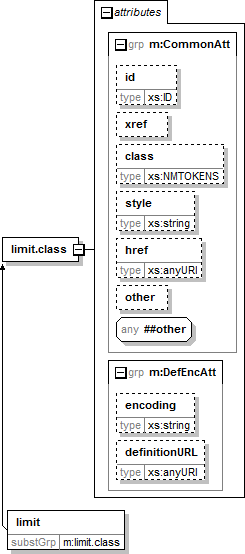 attributes
grp m:CommonAtt
id
type xs:ID
xref
class
type xs:NMTOKENS
style
type xs:string
limit.class
href
type xs:anyURI
other
any ##other
grp m:DefEncAtt
encoding
type xs:string
definitionURL
type xs:anyURI
limit
substGrp m:limit.class